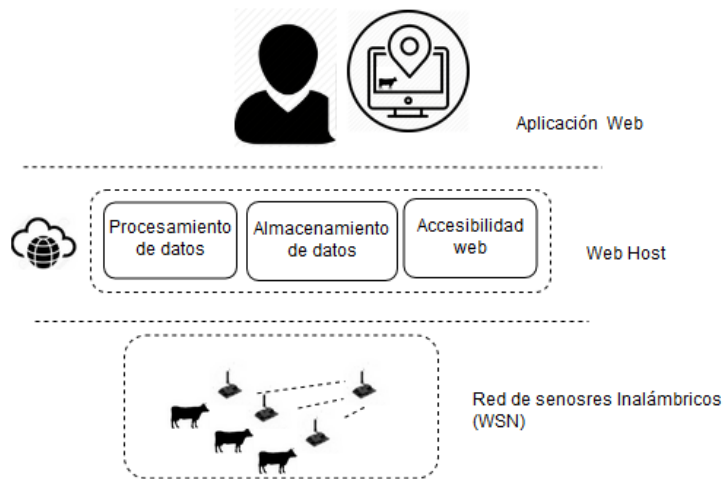 Aplicación Web
Procesamiento
de datos
Almacenamiento
de datos
Accesibilidad
web
Web Host
Red de senosres Inalámbricos
(WSN)